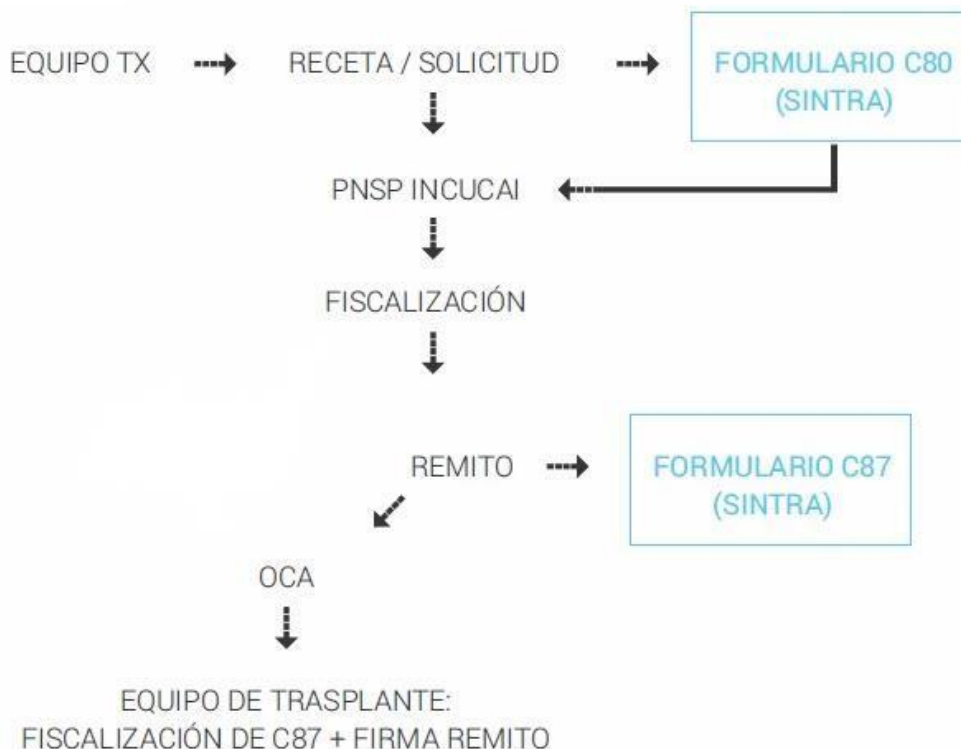 EQUIPO TX
RECETA / SOLICITUD
FORMULARIO C80
(SINTRA)
PNSP INCUCAI
FISCALIZACIÓN
REMITO
FORMULARIO C87
(SINTRA)
OCA
EQUIPO DE TRASPLANTE:
FISCALIZACIÓN DE C87 + FIRMA REMITO